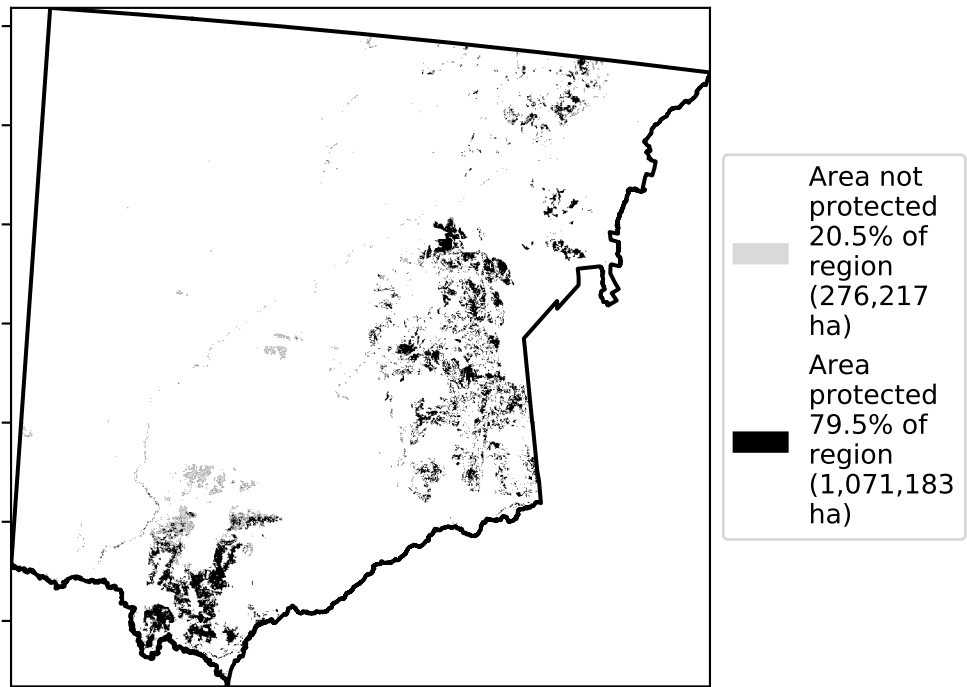 Area not
protected
20.5% of
region
(276,217
ha)
Area
protected
79.5% of
region
(1,071,183
ha)